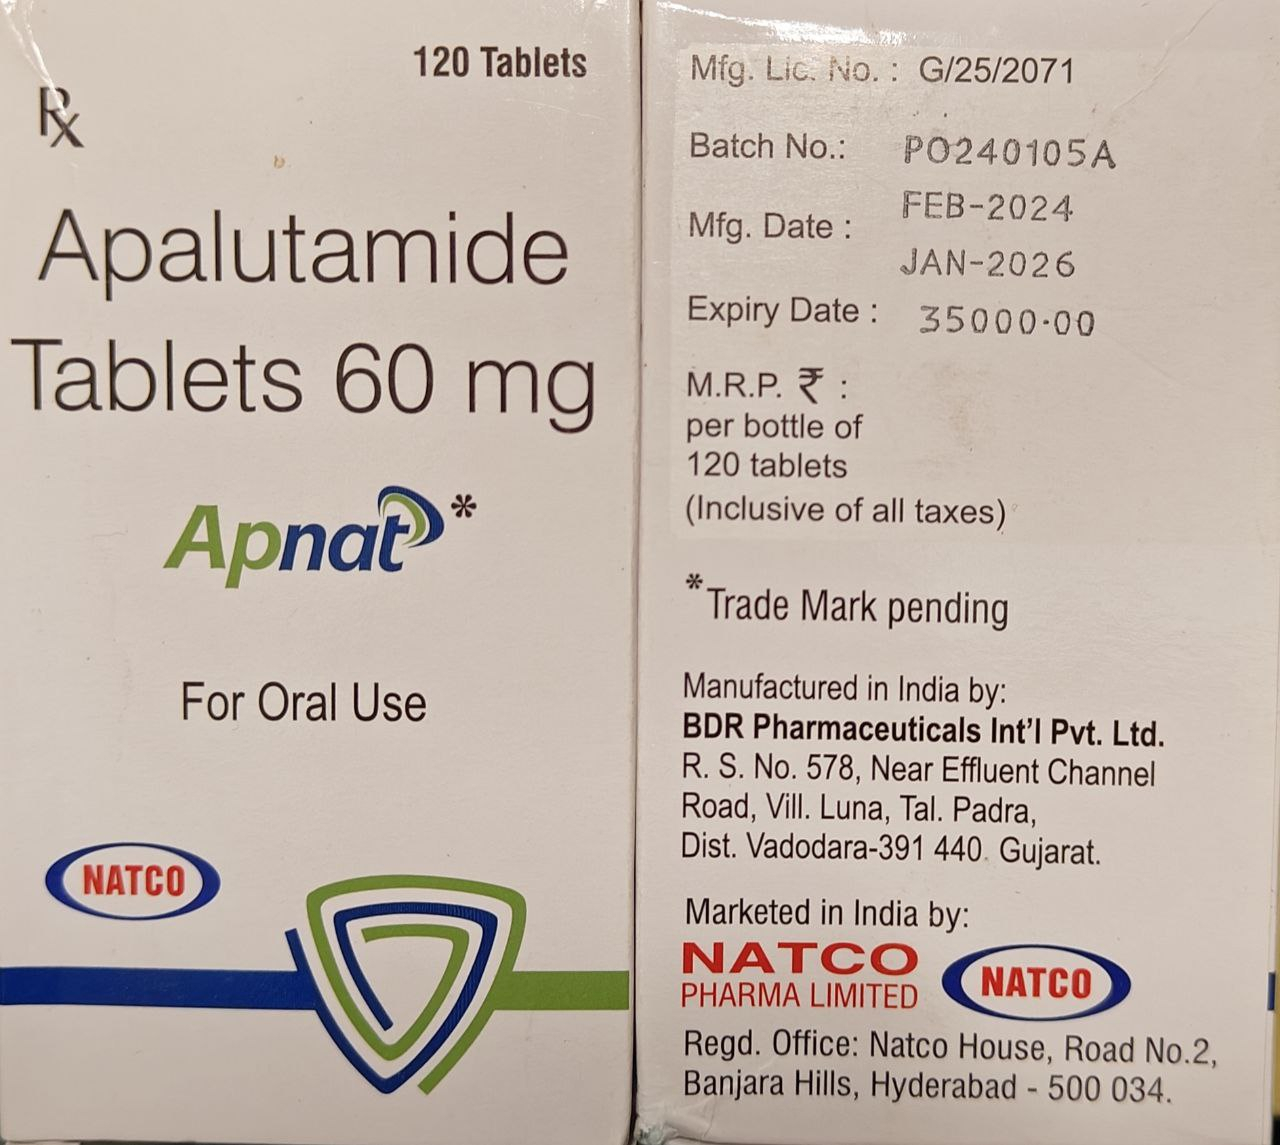 120 Tablets
Rx
Apalutamide
Tablets 60 mg
Apnat*
For Oral Use
NATCO
Mfg. Lic. No. : G/25/2071
Batch No.: PO240105A
FEB-2024
Mfg. Date :
JAN-2026
Expiry Date : 35000.00
M.R.P. ₹ :
per bottle of
120 tablets
(Inclusive of all taxes)
*Trade Mark pending
Manufactured in India by:
BDR Pharmaceuticals Int'l Pvt. Ltd.
R. S. No. 578, Near Effluent Channel
Road, Vill. Luna, Tal. Padra,
Dist. Vadodara-391 440. Gujarat.
Marketed in India by:
NATCO
PHARMA LIMITED
NATCO
Regd. Office: Natco House, Road No.2,
Banjara Hills, Hyderabad - 500 034.